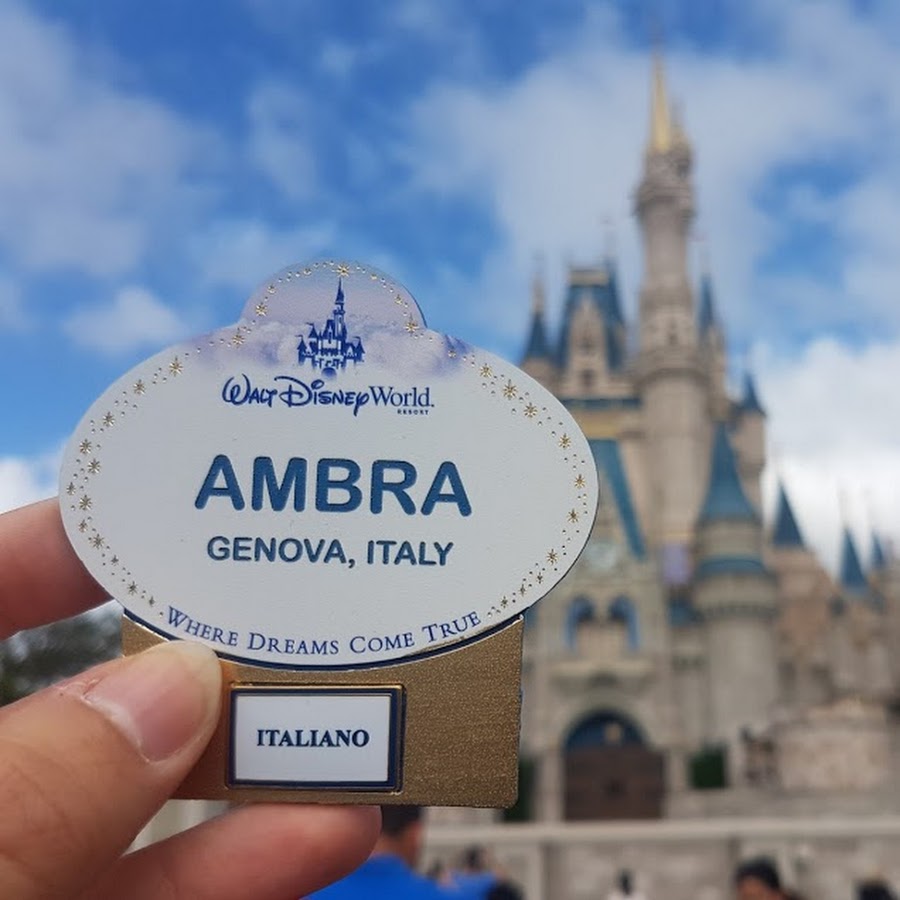 Walt Disney World.
RESORT
AMBRA
GENOVA, ITALY
WHERE DREAMS COME TRUE
ITALIANO